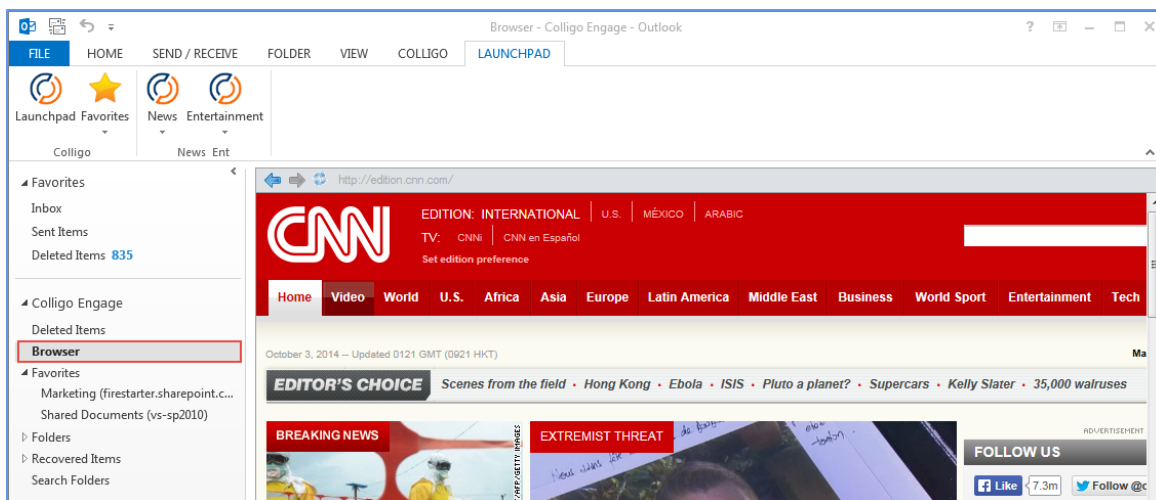 Browser - Colligo Engage - Outlook
FILE HOME SEND / RECEIVE FOLDER VIEW COLLIGO LAUNCHPAD
Launchpad Favorites News Entertainment
Colligo News Ent
Favorites
Inbox
Sent Items
Deleted Items 835
Colligo Engage
Deleted Items
Browser
Favorites
Marketing (firestarter.sharepoint.c...
Shared Documents (vs-sp2010)
Folders
Recovered Items
Search Folders
http://edition.cnn.com/
CNN
EDITION: INTERNATIONAL U.S. MÉXICO ARABIC
TV: CNNi CNN en Español
Set edition preference
Home Video World U.S. Africa Asia Europe Latin America Middle East Business World Sport Entertainment Tech
October 3, 2014 -- Updated 0121 GMT (0921 HKT)
Ma
EDITOR'S CHOICE Scenes from the field • Hong Kong • Ebola • ISIS • Pluto a planet? • Supercars • Kelly Slater • 35,000 walruses
BREAKING NEWS
/AFP/GETTY IMAGES
EXTREMIST THREAT
ADVERTISEMENT
FOLLOW US
Like 7.3m Follow @c